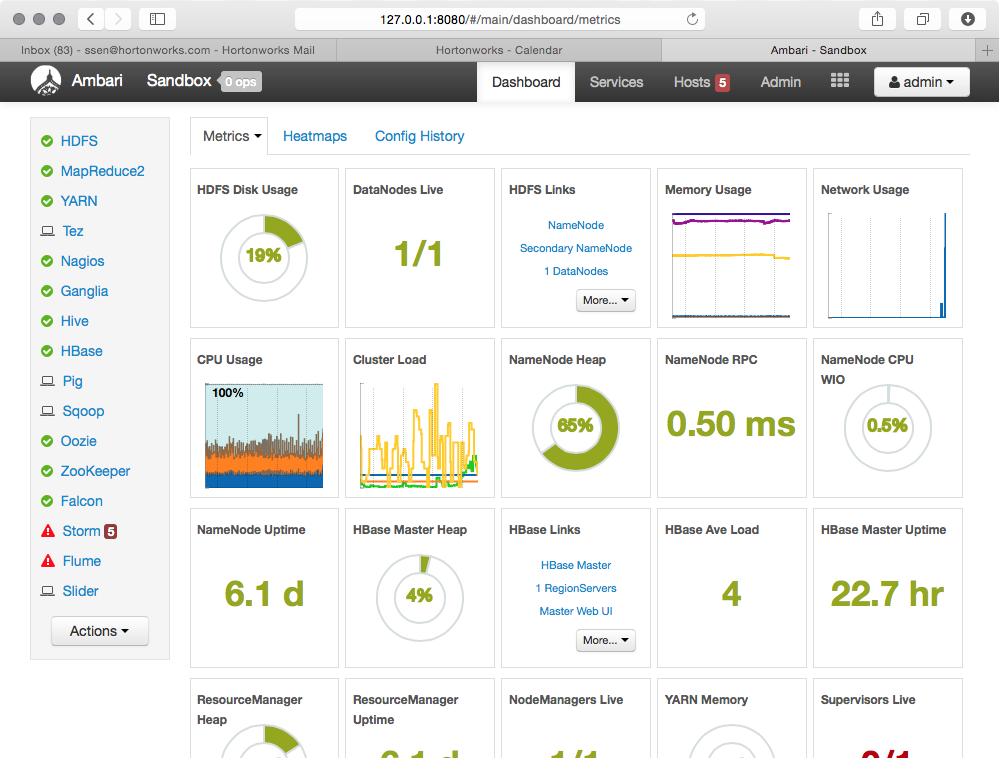 127.0.0.1:8080/#/main/dashboard/metrics
Inbox (83) - ssen@hortonworks.com - Hortonworks Mail
Hortonworks - Calendar
Ambari - Sandbox
Ambari
Sandbox
0 ops
Dashboard
Services
Hosts 5
Admin
admin
HDFS
MapReduce2
YARN
Tez
Nagios
Ganglia
Hive
HBase
Pig
Sqoop
Oozie
ZooKeeper
Falcon
Storm 5
Flume
Slider
Actions
Metrics
Heatmaps
Config History
HDFS Disk Usage
19%
DataNodes Live
1/1
HDFS Links
NameNode
Secondary NameNode
1 DataNodes
More...
Memory Usage
Network Usage
CPU Usage
100%
Cluster Load
NameNode Heap
65%
NameNode RPC
0.50 ms
NameNode CPU
WIO
0.5%
NameNode Uptime
6.1 d
HBase Master Heap
4%
HBase Links
HBase Master
1 RegionServers
Master Web UI
More...
HBase Ave Load
4
HBase Master Uptime
22.7 hr
ResourceManager
Heap
ResourceManager
Uptime
6.1 d
NodeManagers Live
1/1
YARN Memory
Supervisors Live
0/1